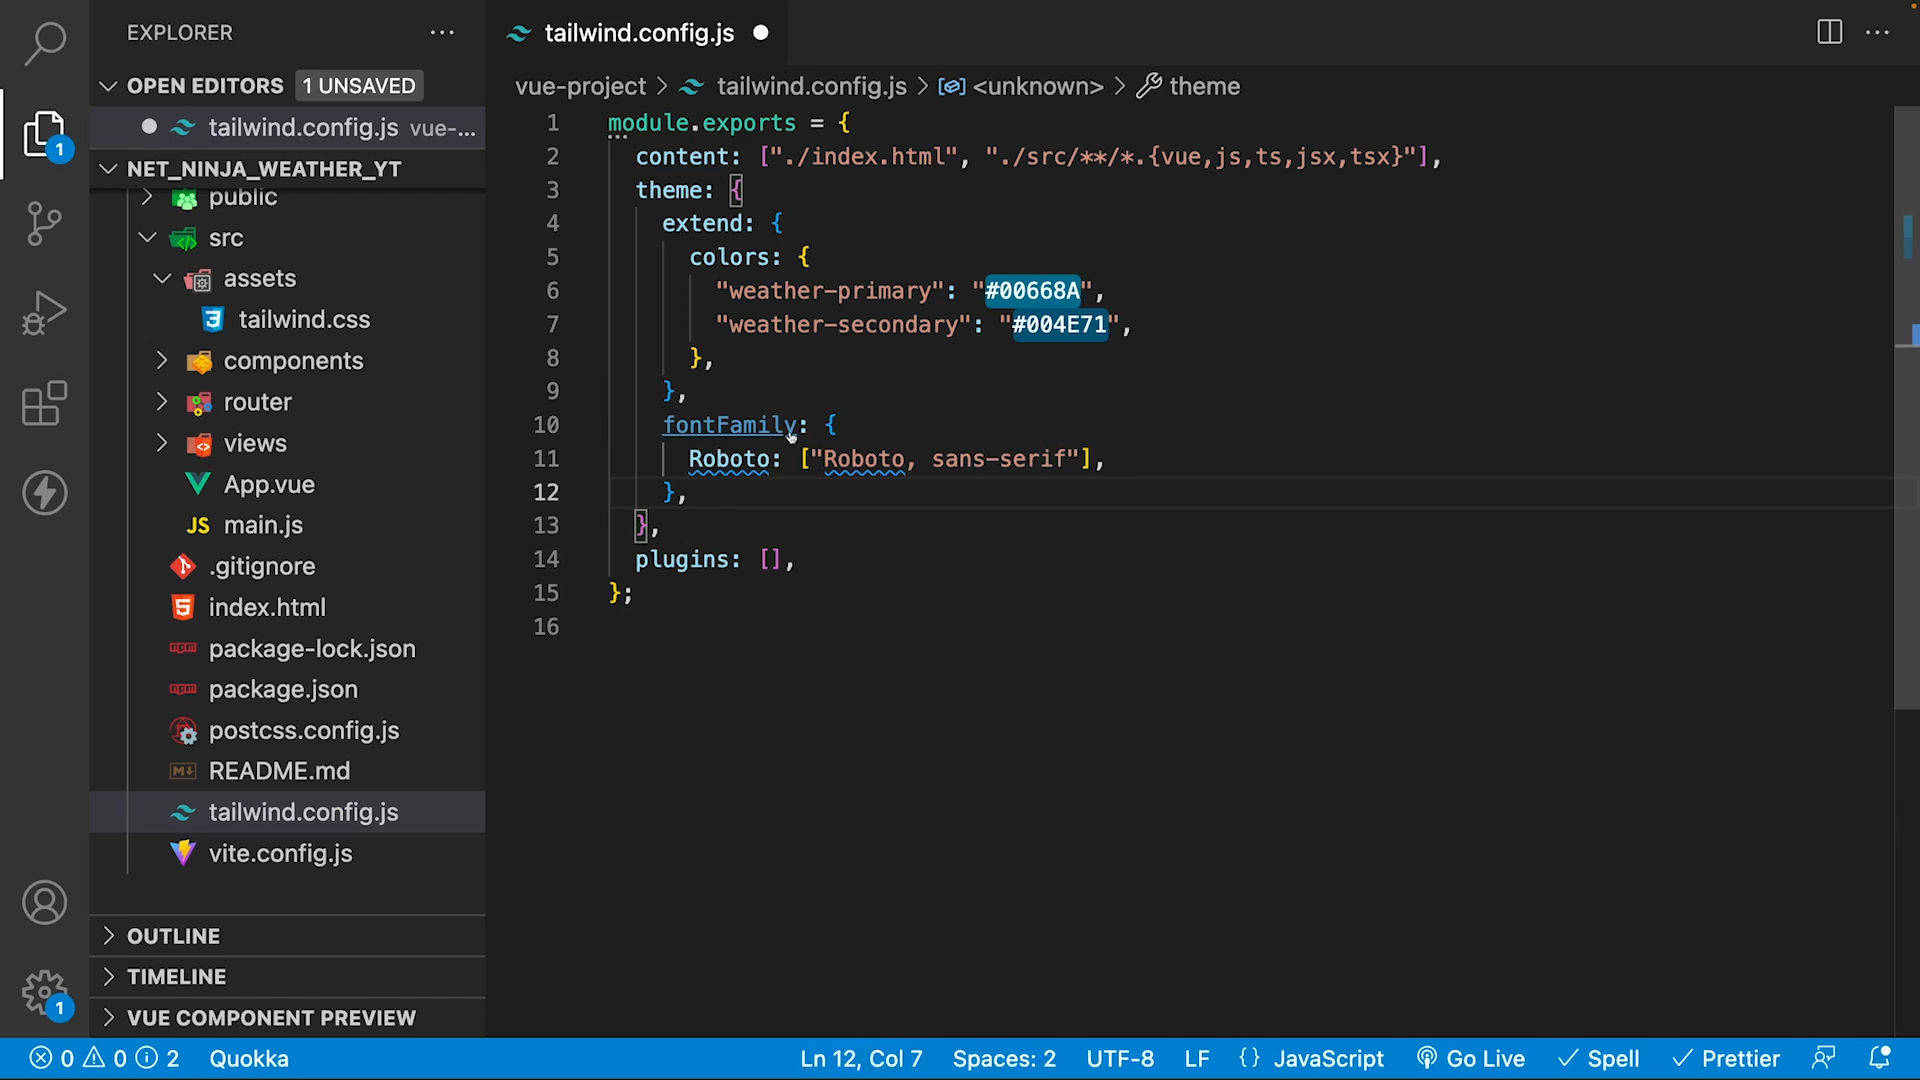 EXPLORER
OPEN EDITORS 1 UNSAVED
tailwind.config.js vue-...
NET_NINJA_WEATHER_YT
public
src
assets
tailwind.css
components
router
views
App.vue
JS main.js
.gitignore
index.html
package-lock.json
package.json
postcss.config.js
README.md
tailwind.config.js
vite.config.js
OUTLINE
TIMELINE
VUE COMPONENT PREVIEW
1
1
tailwind.config.js
vue-project > tailwind.config.js > <unknown> > theme
1 module.exports = {
2 content: ["./index.html", "./src/**/*.{vue,js,ts,jsx,tsx}"],
3 theme: {
4 extend: {
5 colors: {
6 "weather-primary": "#00668A",
7 "weather-secondary": "#004E71",
8 },
9 },
10 fontFamily: {
11 Roboto: ["Roboto, sans-serif"],
12 },
13 },
14 plugins: [],
15 };
16
0 0 2 Quokka Ln 12, Col 7 Spaces: 2 UTF-8 LF {} JavaScript Go Live Spell Prettier